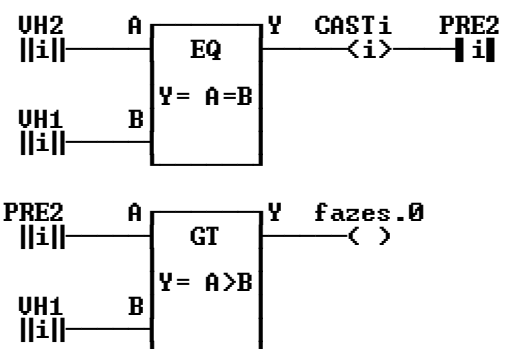 VH2 A Y CASTi PRE2
||i|| EQ <i> ▌i▐
Y= A=B
VH1 B
||i||
PRE2 A Y fazes.0
||i|| GT < >
Y= A>B
VH1 B
||i||